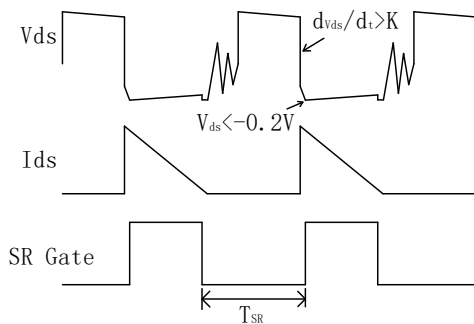 Vds
dVds/dt>K
Vds<-0.2V
Ids
SR Gate
TSR